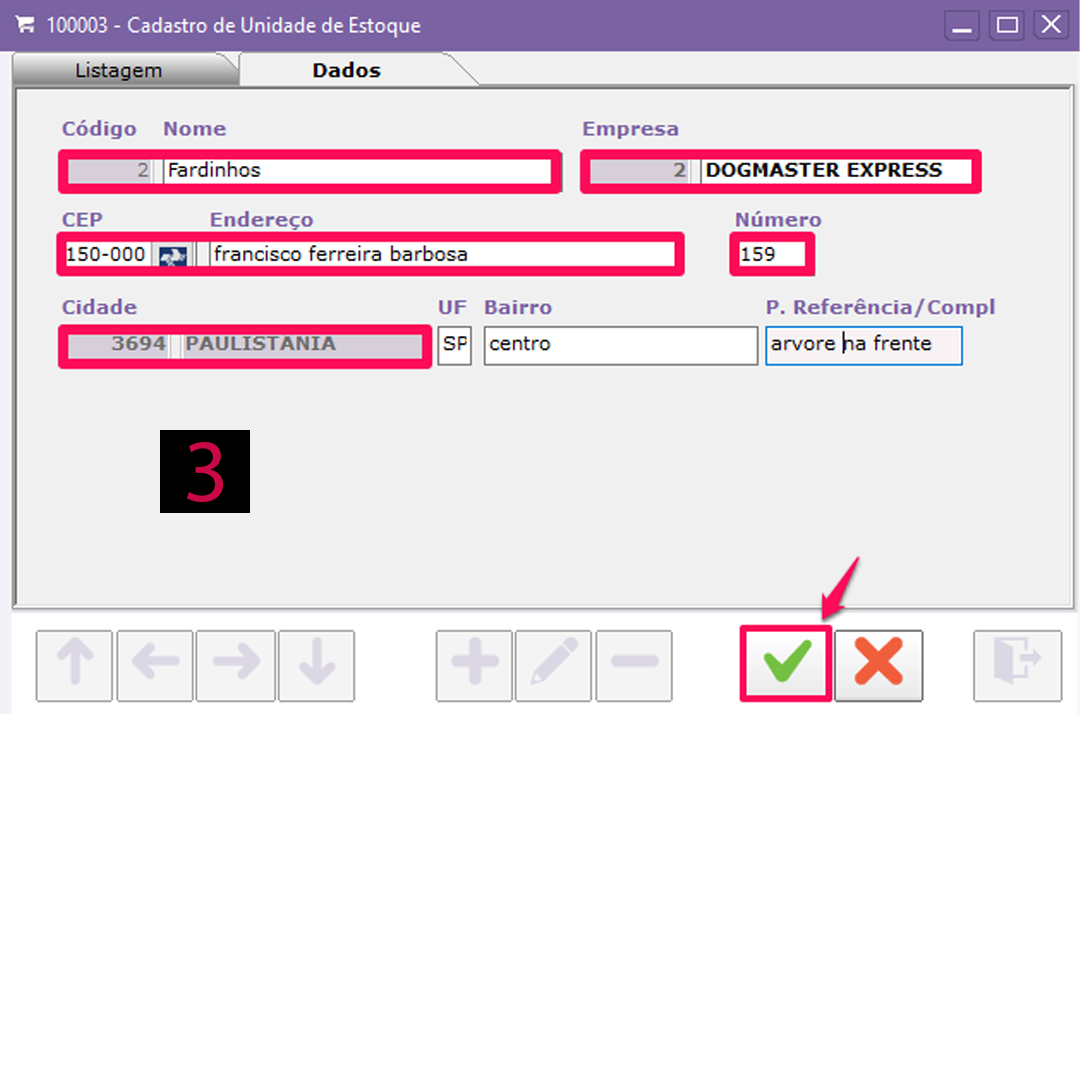 100003 - Cadastro de Unidade de Estoque
Listagem Dados
Código Nome Empresa
2 Fardinhos 2 DOGMASTER EXPRESS
CEP Endereço Número
150-000 francisco ferreira barbosa 159
Cidade UF Bairro P. Referência/Compl
3694 PAULISTANIA SP centro arvore na frente
3